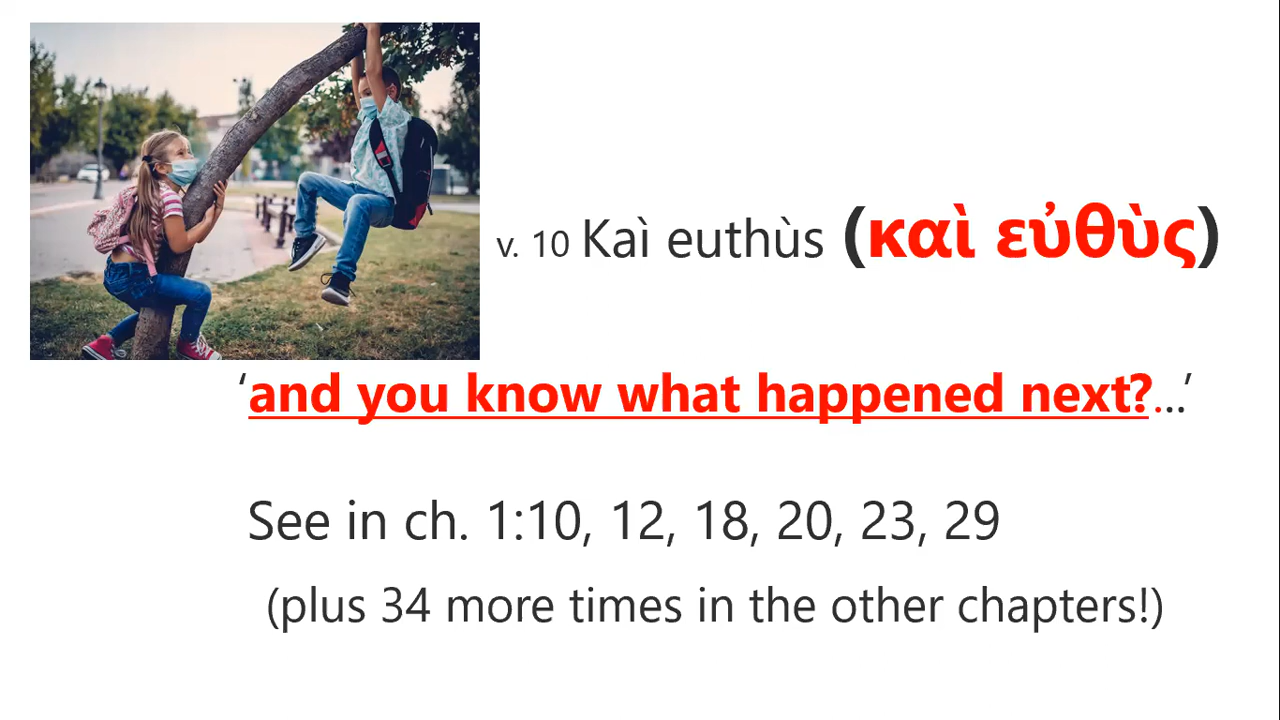 v. 10 Kaì euthùs (καὶ εὐθὺς)
‘and you know what happened next?...’
See in ch. 1:10, 12, 18, 20, 23, 29
(plus 34 more times in the other chapters!)